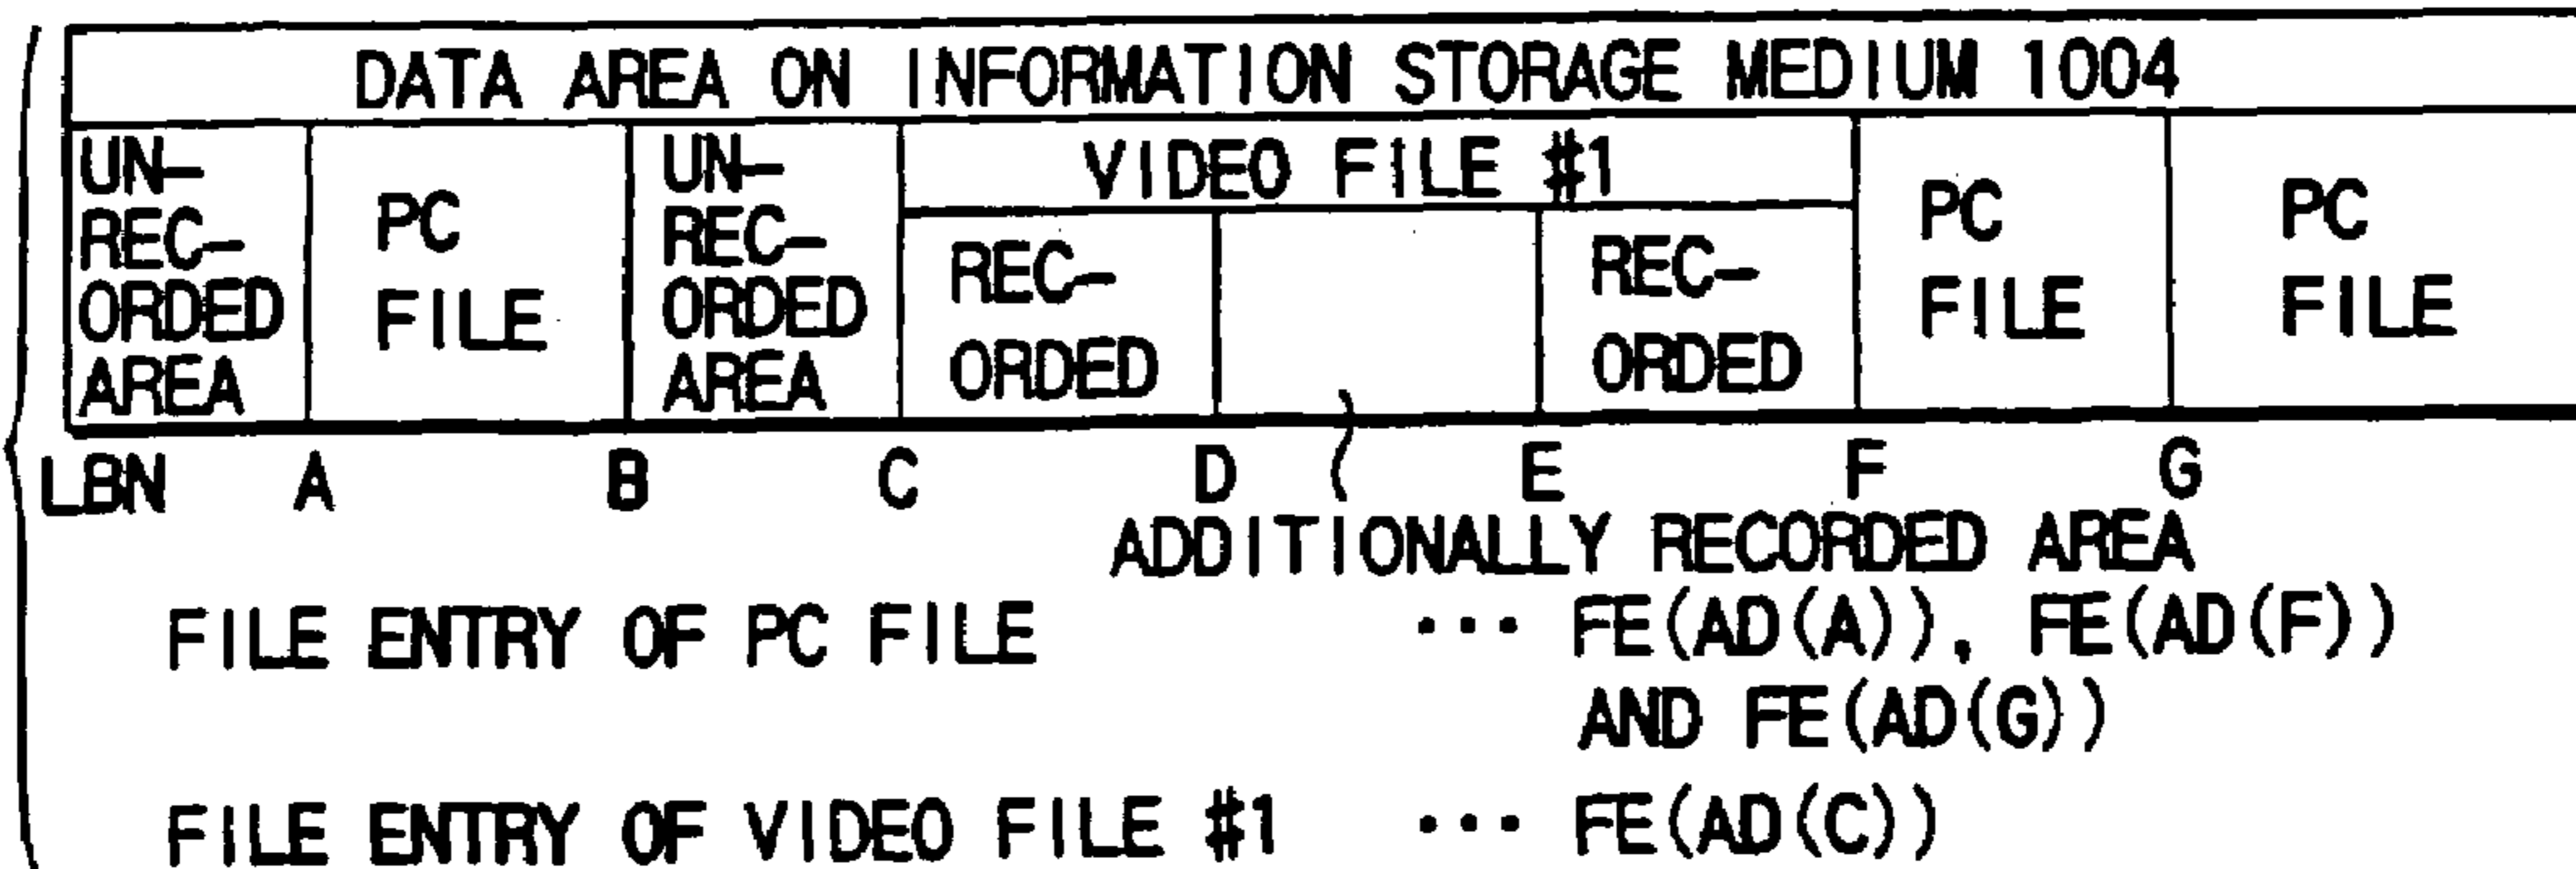 DATA AREA ON INFORMATION STORAGE MEDIUM 1004
UN-
REC-
ORDED
AREA
PC
FILE
UN-
REC-
ORDED
AREA
VIDEO FILE #1
REC-
ORDED
REC-
ORDED
PC
FILE
PC
FILE
LBN A B C D E F G
ADDITIONALLY RECORDED AREA
FILE ENTRY OF PC FILE ··· FE(AD(A)), FE(AD(F))
AND FE(AD(G))
FILE ENTRY OF VIDEO FILE #1 ··· FE(AD(C))